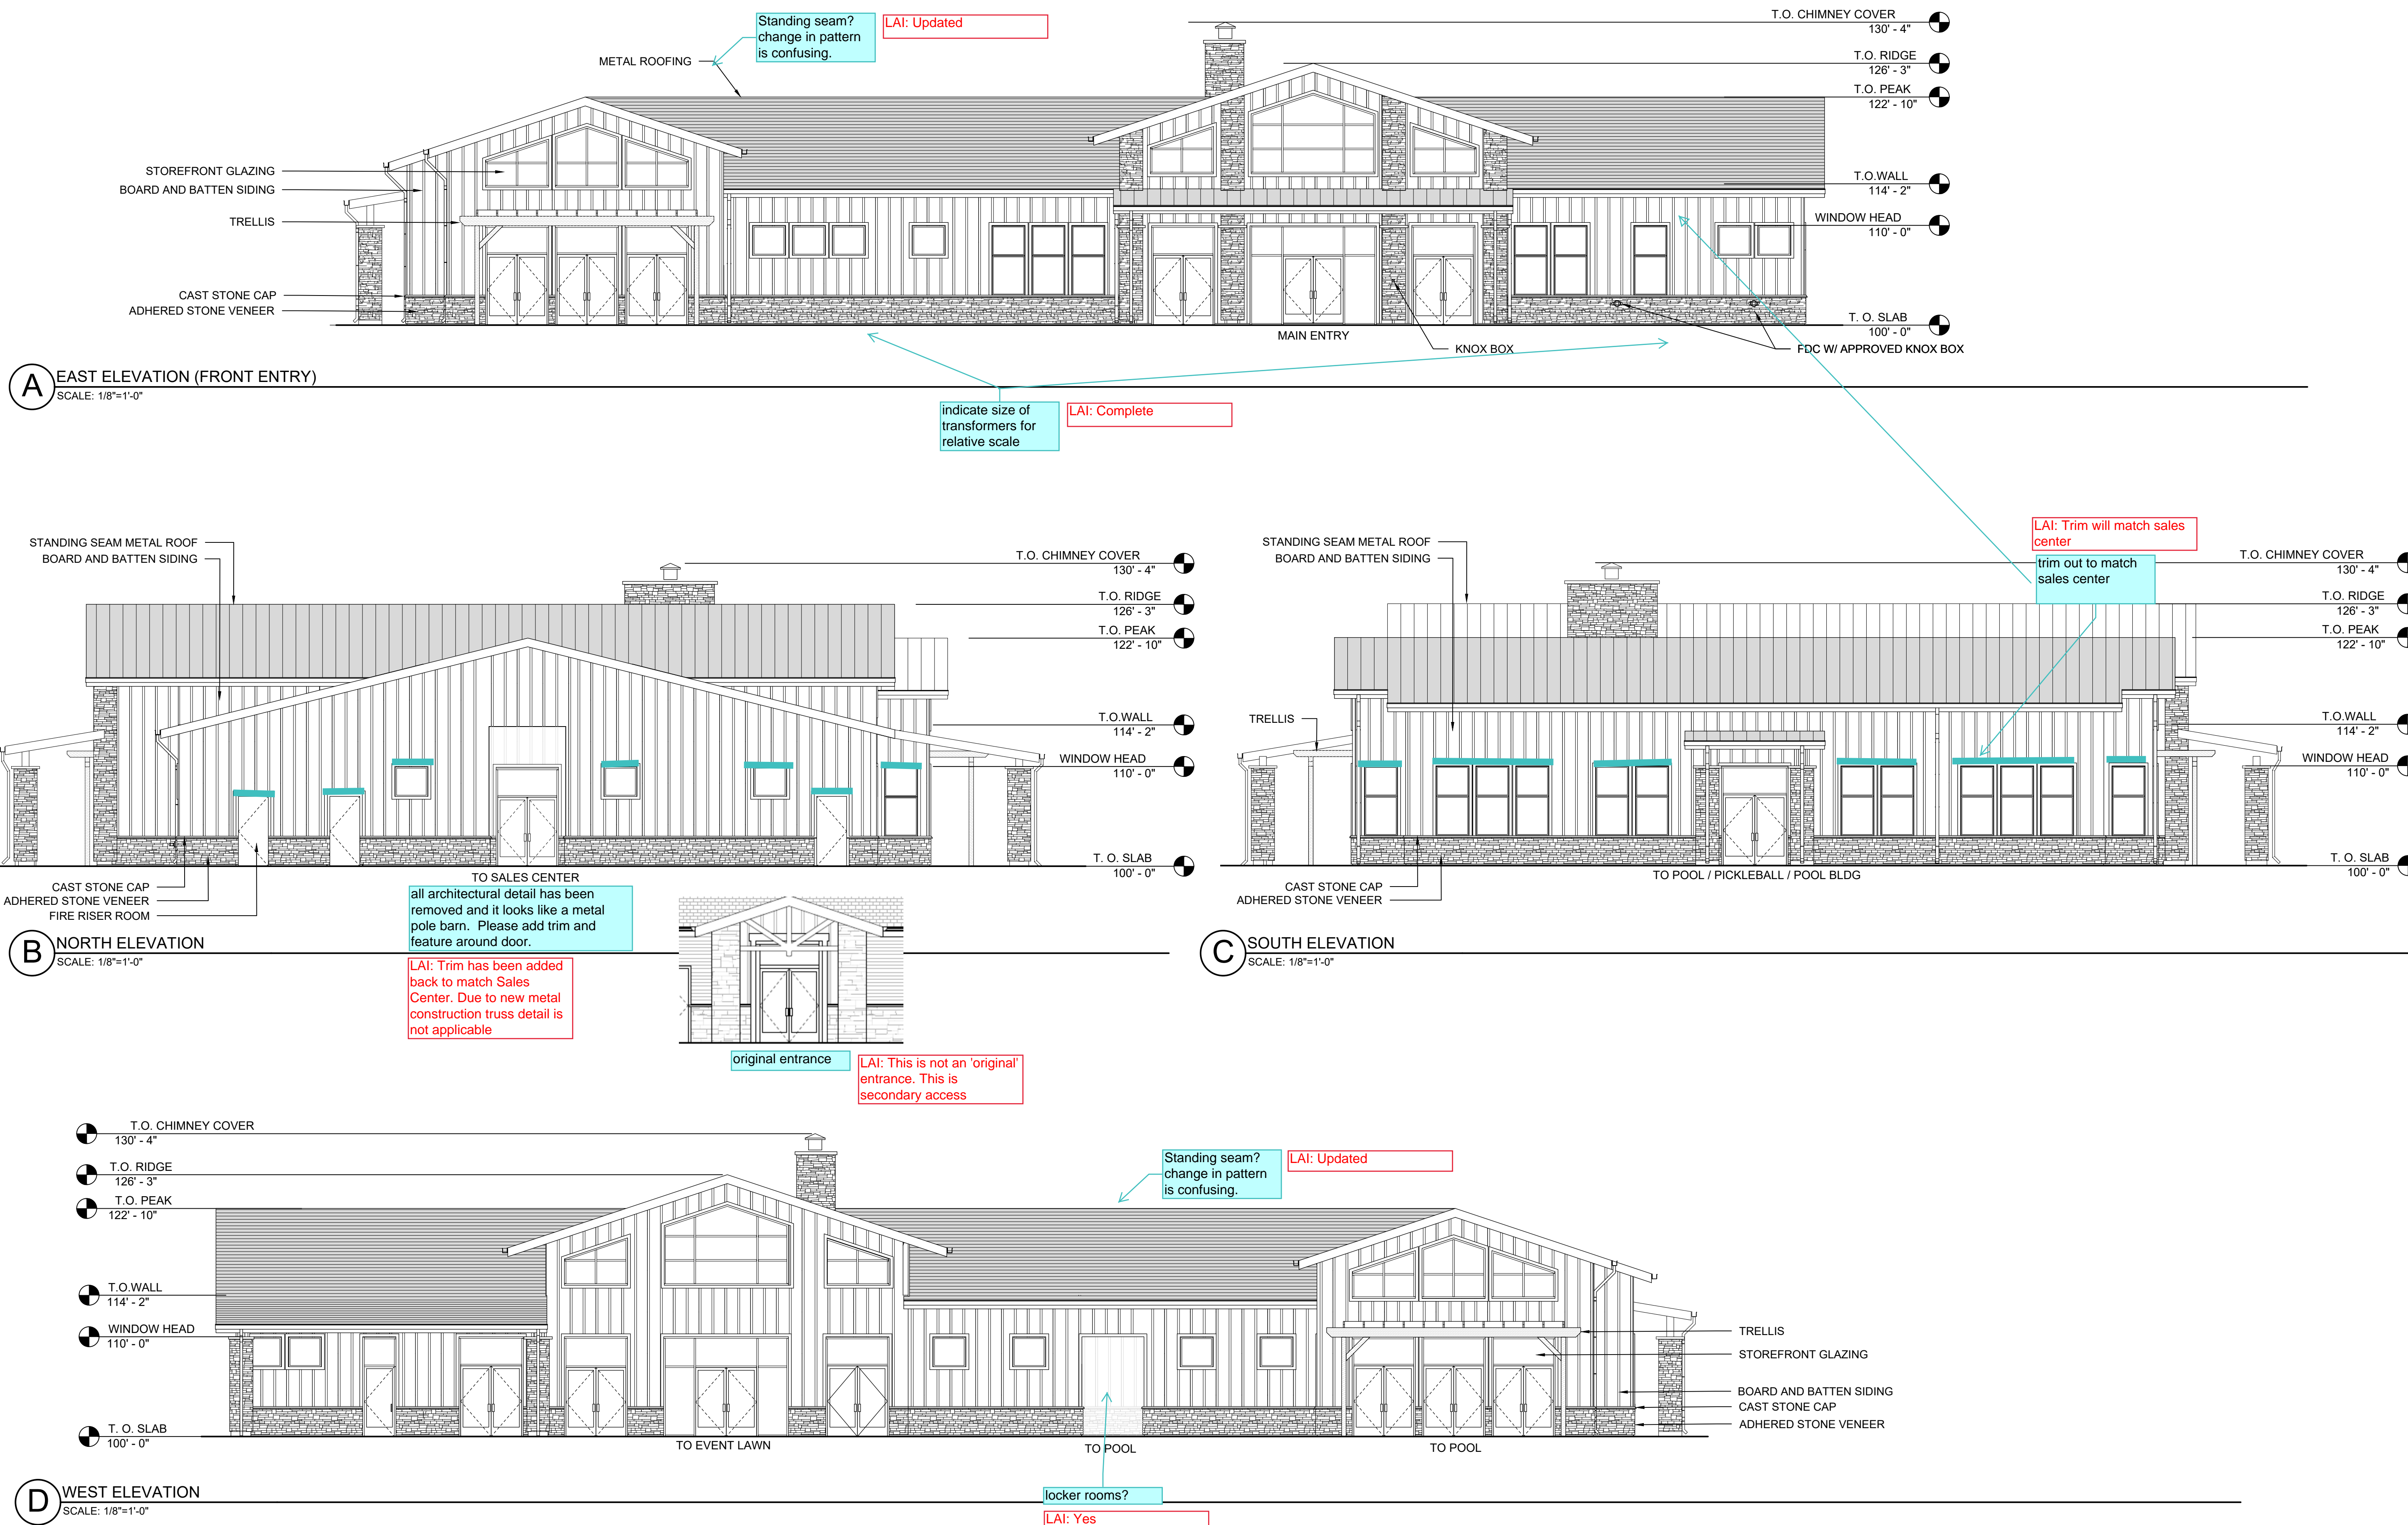 Standing seam?
change in pattern
is confusing.
LAI: Updated
T.O. CHIMNEY COVER
130' - 4"
T.O. RIDGE
126' - 3"
T.O. PEAK
122' - 10"
T.O.WALL
114' - 2"
WINDOW HEAD
110' - 0"
T. O. SLAB
100' - 0"
METAL ROOFING
STOREFRONT GLAZING
BOARD AND BATTEN SIDING
TRELLIS
CAST STONE CAP
ADHERED STONE VENEER
MAIN ENTRY
KNOX BOX
FDC W/ APPROVED KNOX BOX
A
EAST ELEVATION (FRONT ENTRY)
SCALE: 1/8"=1'-0"
indicate size of
transformers for
relative scale
LAI: Complete
STANDING SEAM METAL ROOF
BOARD AND BATTEN SIDING
T.O. CHIMNEY COVER
130' - 4"
T.O. RIDGE
126' - 3"
T.O. PEAK
122' - 10"
T.O.WALL
114' - 2"
WINDOW HEAD
110' - 0"
T. O. SLAB
100' - 0"
CAST STONE CAP
ADHERED STONE VENEER
FIRE RISER ROOM
TO SALES CENTER
all architectural detail has been
removed and it looks like a metal
pole barn. Please add trim and
feature around door.
LAI: Trim has been added
back to match Sales
Center. Due to new metal
construction truss detail is
not applicable
original entrance
LAI: This is not an 'original'
entrance. This is
secondary access
B
NORTH ELEVATION
SCALE: 1/8"=1'-0"
STANDING SEAM METAL ROOF
BOARD AND BATTEN SIDING
TRELLIS
LAI: Trim will match sales
center
trim out to match
sales center
T.O. CHIMNEY COVER
130' - 4"
T.O. RIDGE
126' - 3"
T.O. PEAK
122' - 10"
T.O.WALL
114' - 2"
WINDOW HEAD
110' - 0"
T. O. SLAB
100' - 0"
TO POOL / PICKLEBALL / POOL BLDG
CAST STONE CAP
ADHERED STONE VENEER
C
SOUTH ELEVATION
SCALE: 1/8"=1'-0"
T.O. CHIMNEY COVER
130' - 4"
T.O. RIDGE
126' - 3"
T.O. PEAK
122' - 10"
T.O.WALL
114' - 2"
WINDOW HEAD
110' - 0"
T. O. SLAB
100' - 0"
Standing seam?
change in pattern
is confusing.
LAI: Updated
TRELLIS
STOREFRONT GLAZING
BOARD AND BATTEN SIDING
CAST STONE CAP
ADHERED STONE VENEER
TO EVENT LAWN
TO POOL
TO POOL
D
WEST ELEVATION
SCALE: 1/8"=1'-0"
locker rooms?
LAI: Yes